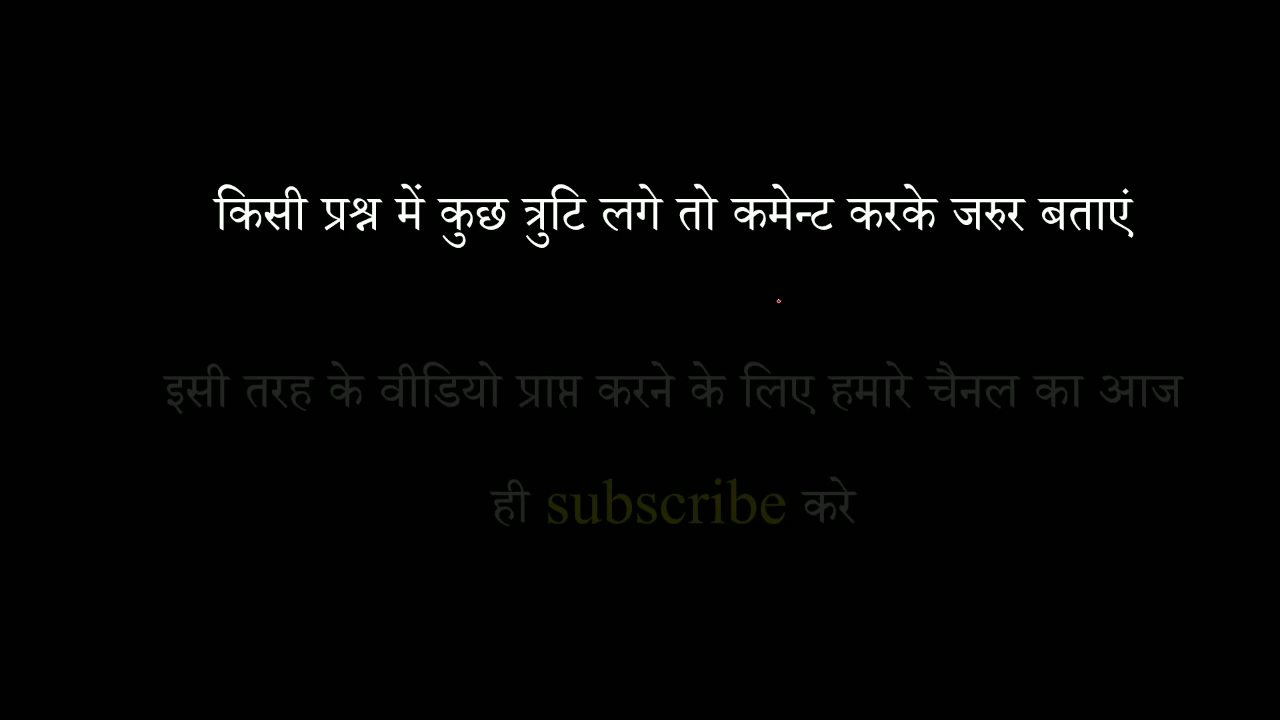 किसी प्रश्न में कुछ त्रुटि लगे तो कमेन्ट करके जरुर बताएं
इसी तरह के वीडियो प्राप्त करने के लिए हमारे चैनल का आज
ही subscribe करे